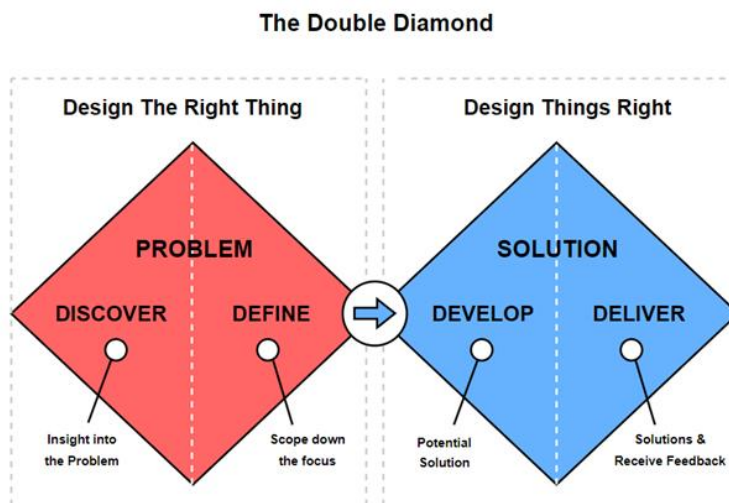 The Double Diamond
Design The Right Thing
Design Things Right
PROBLEM
SOLUTION
DISCOVER
DEFINE
DEVELOP
DELIVER
Insight into
the Problem
Scope down
the focus
Potential
Solution
Solutions &
Receive Feedback